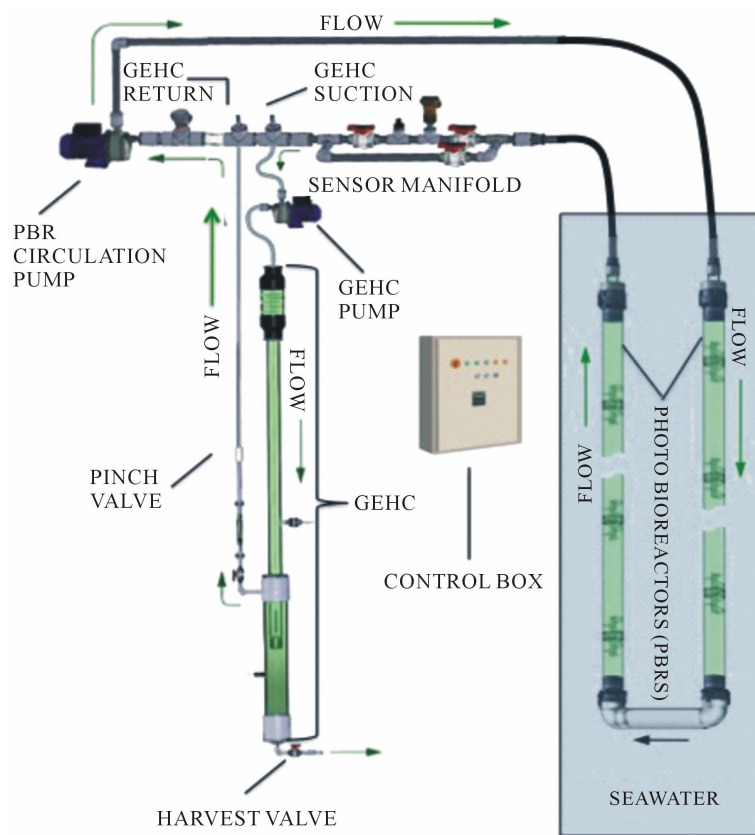 FLOW
GEHC
RETURN
GEHC
SUCTION
SENSOR MANIFOLD
PBR
CIRCULATION
PUMP
GEHC
PUMP
FLOW
FLOW
FLOW
FLOW
PHOTO BIOREACTORS (PBRS)
PINCH
VALVE
GEHC
CONTROL BOX
HARVEST VALVE
SEAWATER